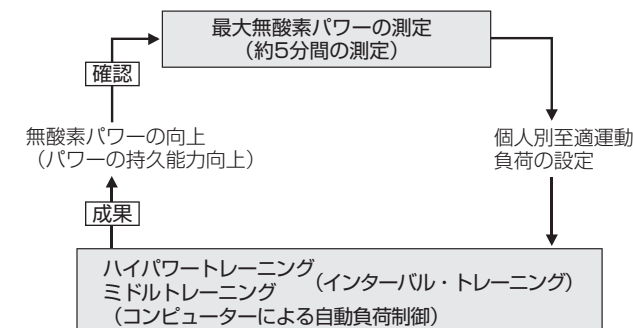 最大無酸素パワーの測定
（約5分間の測定）
確認
無酸素パワーの向上
（パワーの持久能力向上）
個人別至適運動
負荷の設定
成果
ハイパワートレーニング
ミドルトレーニング
（インターバル・トレーニング）
（コンピューターによる自動負荷制御）